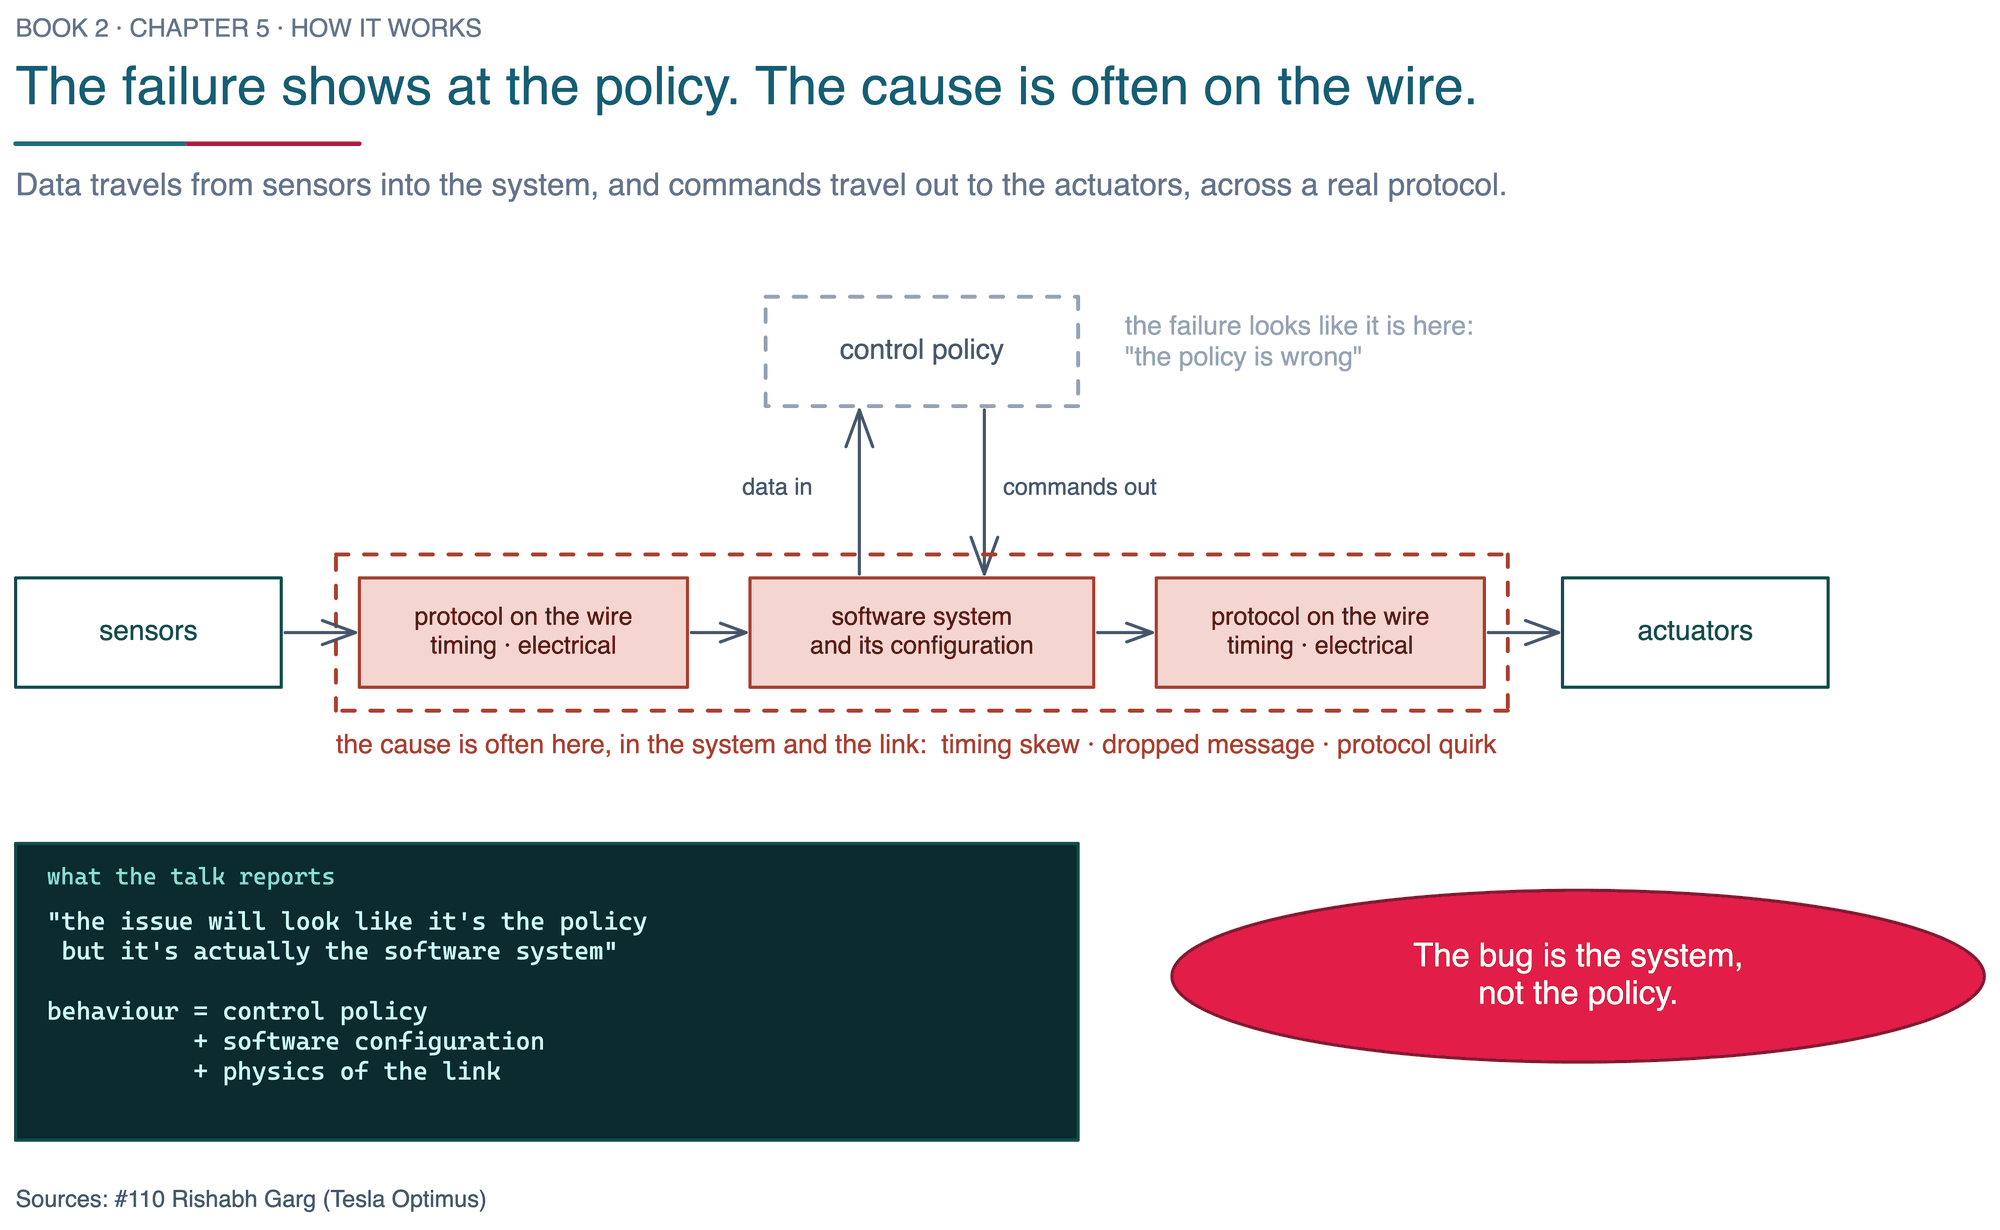 BOOK 2 · CHAPTER 5 · HOW IT WORKS
The failure shows at the policy. The cause is often on the wire.
Data travels from sensors into the system, and commands travel out to the actuators, across a real protocol.
control policy
the failure looks like it is here:
"the policy is wrong"
data in
commands out
sensors
protocol on the wire
timing · electrical
software system
and its configuration
protocol on the wire
timing · electrical
actuators
the cause is often here, in the system and the link:  timing skew · dropped message · protocol quirk
what the talk reports
"the issue will look like it's the policy
but it's actually the software system"
behaviour = control policy
+ software configuration
+ physics of the link
The bug is the system,
not the policy.
Sources: #110 Rishabh Garg (Tesla Optimus)